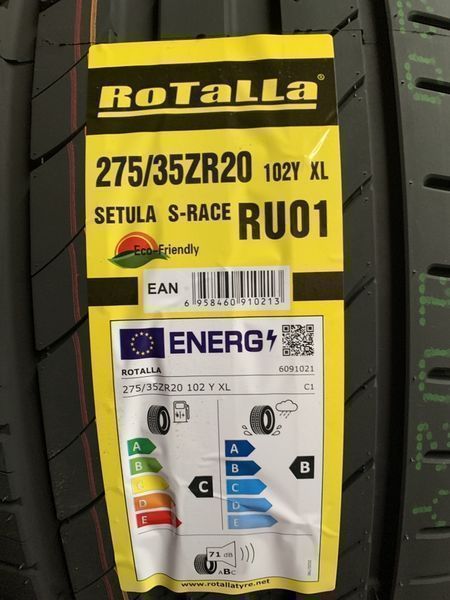 RoTaLLa®
275/35ZR20 102Y XL
SETULA S-RACE RU01
Eco-Friendly
EAN
6 958460 910213
ENERG
ROTALLA 6091021
275/35ZR20 102 Y XL C1
A A
B B B
C C C
D D
E E
71 dB
ABC
www.rotallatyre.net